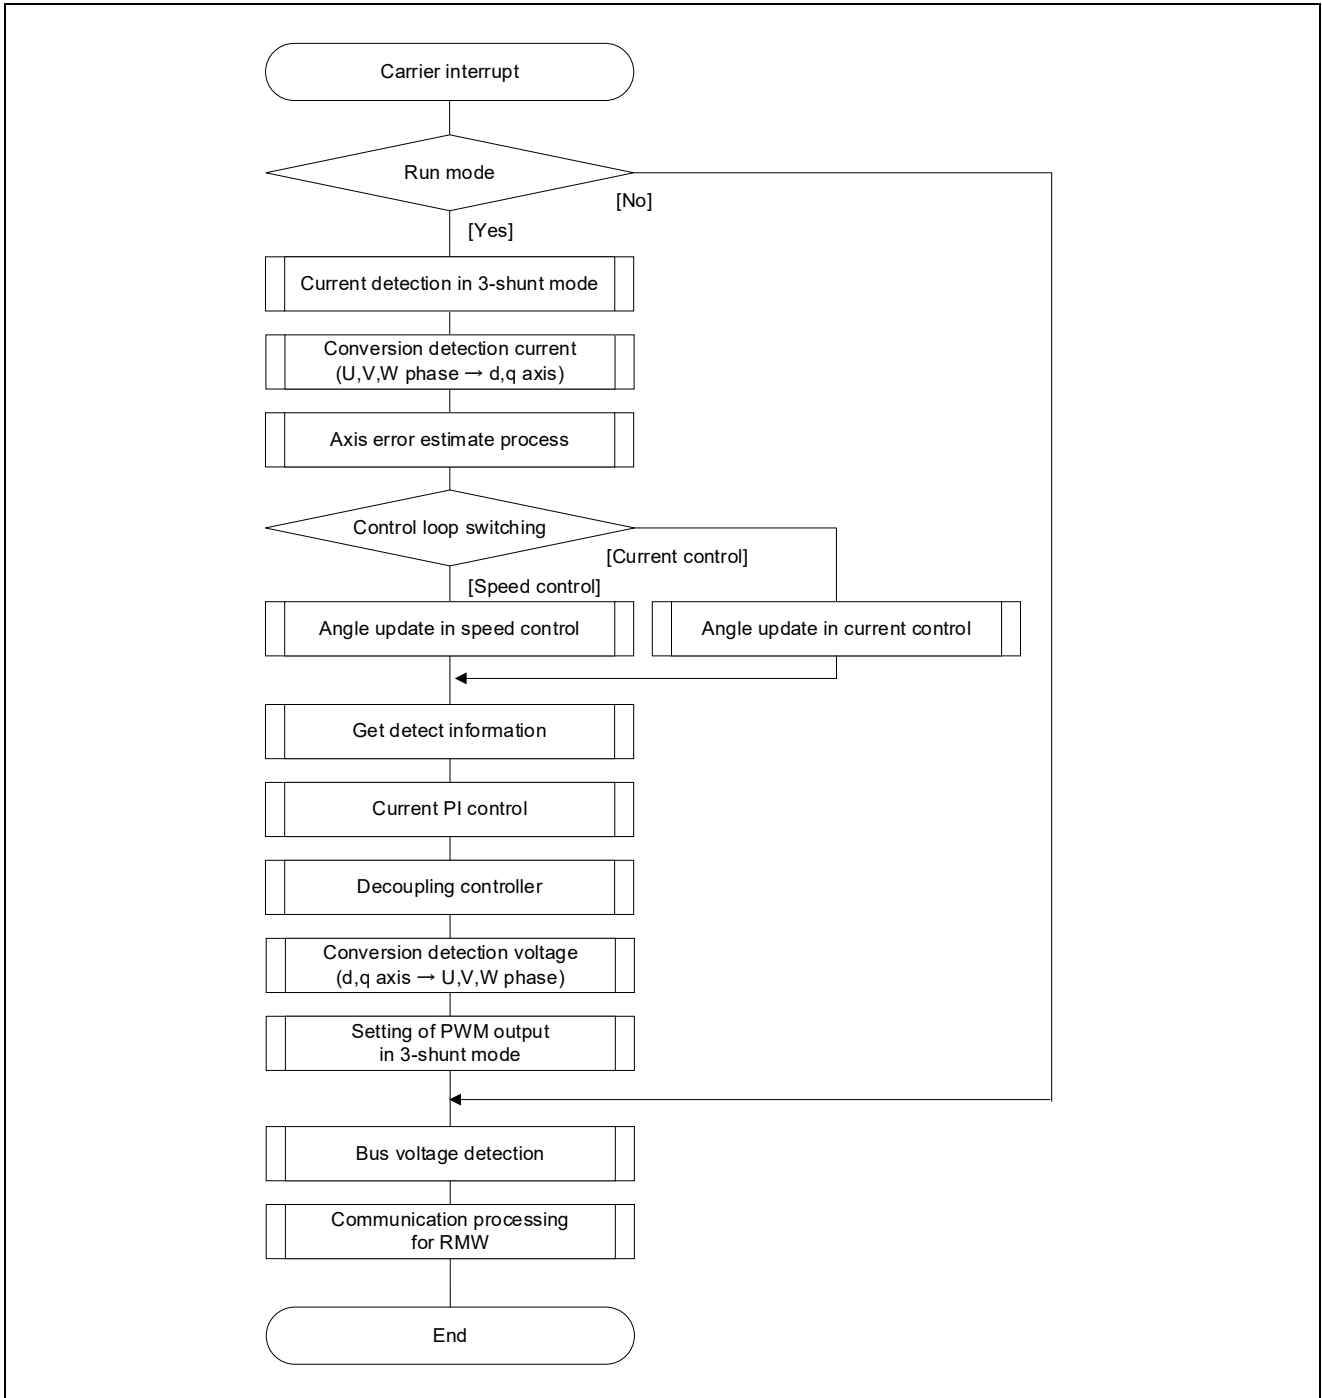 Carrier interrupt
Run mode
[No]
[Yes]
Current detection in 3-shunt mode
Conversion detection current
(U,V,W phase → d,q axis)
Axis error estimate process
Control loop switching
[Current control]
[Speed control]
Angle update in speed control
Angle update in current control
Get detect information
Current PI control
Decoupling controller
Conversion detection voltage
(d,q axis → U,V,W phase)
Setting of PWM output
in 3-shunt mode
Bus voltage detection
Communication processing
for RMW
End